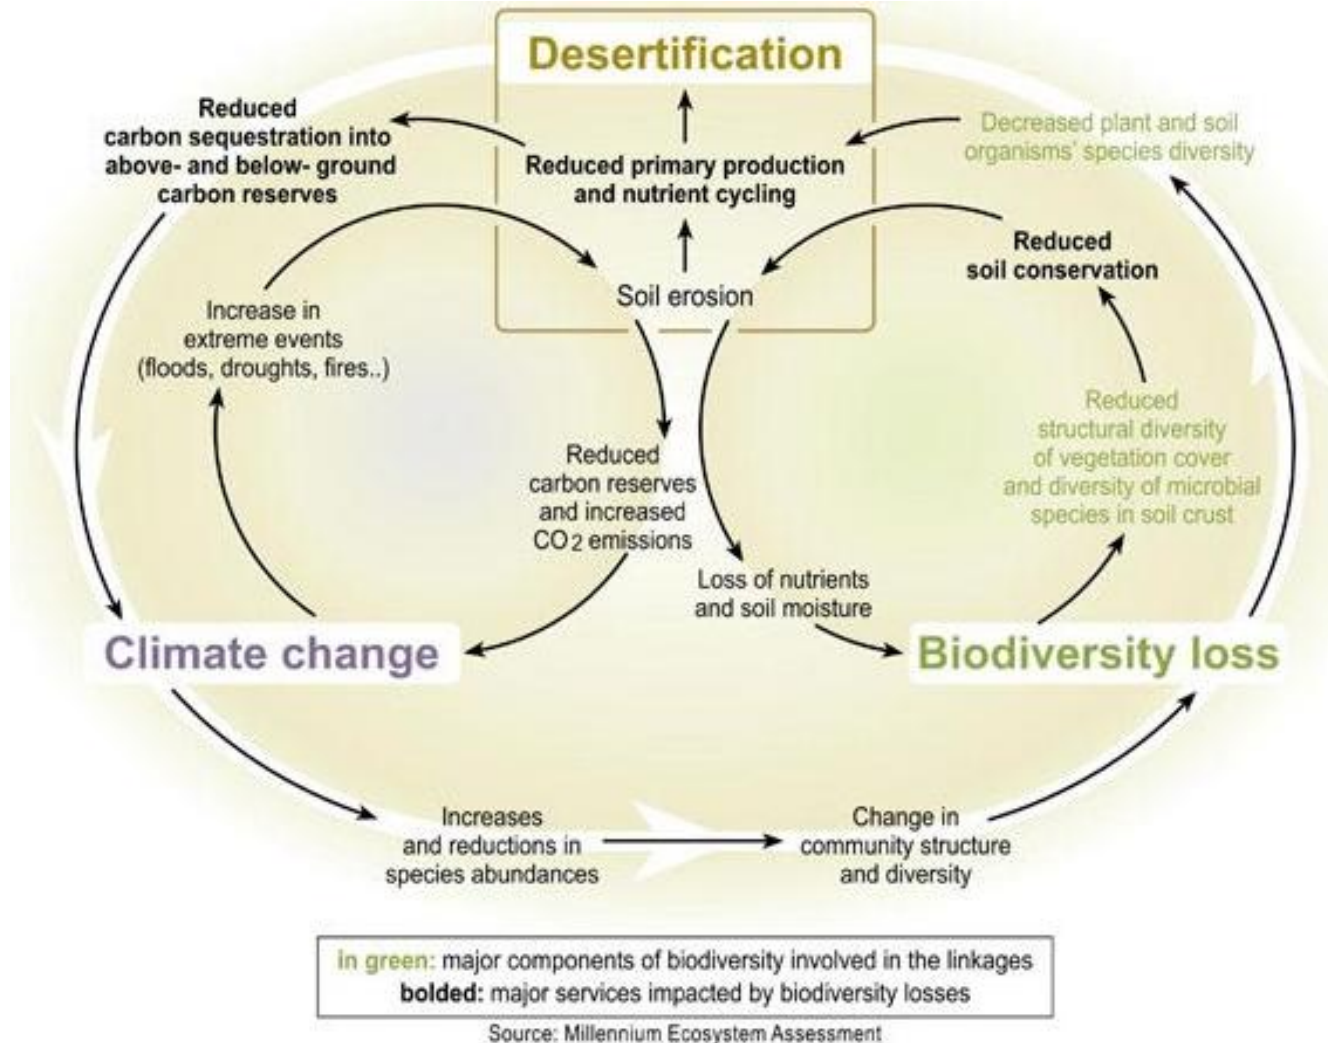 Desertification
Reduced
carbon sequestration into
above- and below- ground
carbon reserves
Reduced primary production
and nutrient cycling
Decreased plant and soil
organisms' species diversity
Reduced
soil conservation
Soil erosion
Increase in
extreme events
(floods, droughts, fires..)
Reduced
structural diversity
of vegetation cover
and diversity of microbial
species in soil crust
Reduced
carbon reserves
and increased
CO2 emissions
Loss of nutrients
and soil moisture
Climate change
Biodiversity loss
Increases
and reductions in
species abundances
Change in
community structure
and diversity
in green: major components of biodiversity involved in the linkages
bolded: major services impacted by biodiversity losses
Source: Millennium Ecosystem Assessment